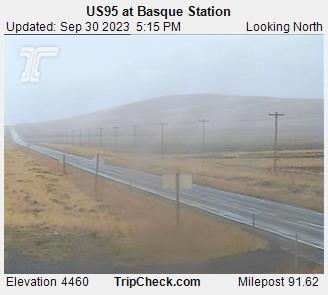 US95 at Basque Station
Updated: Sep 30 2023 5:15 PM Looking North
Elevation 4460 TripCheck.com Milepost 91.62